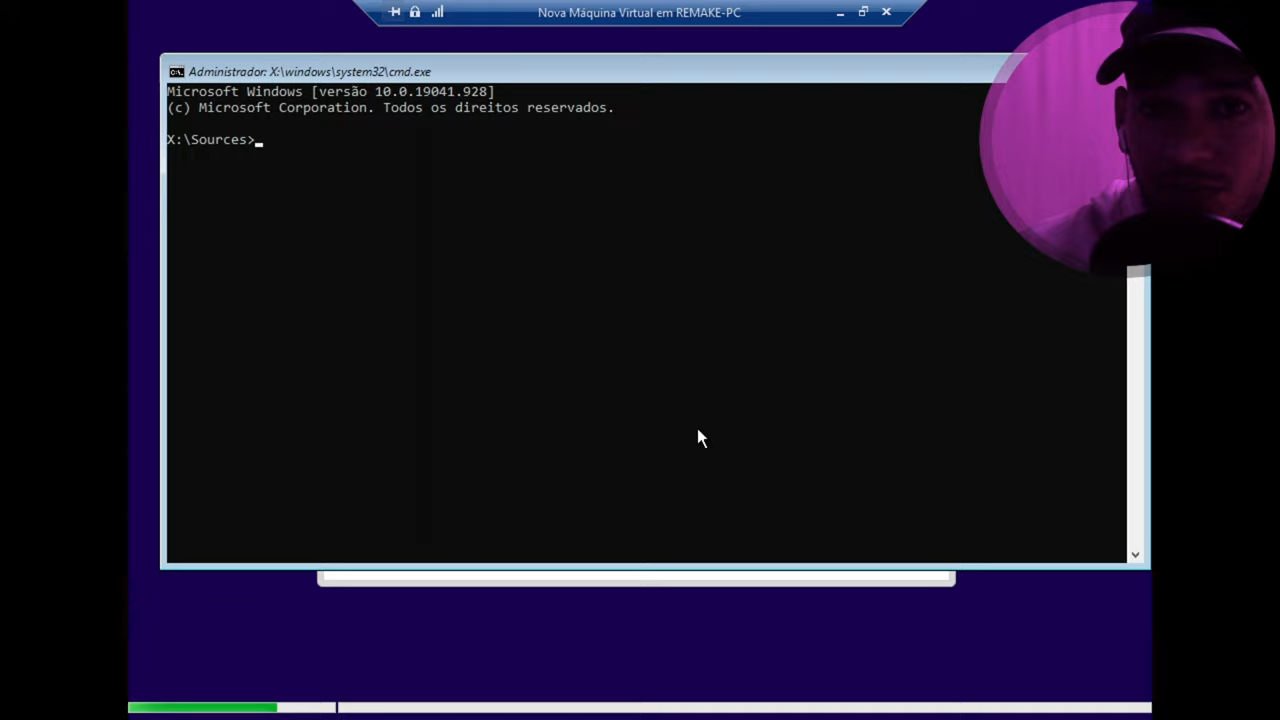 Nova Máquina Virtual em REMAKE-PC
Administrador: X:\windows\system32\cmd.exe
Microsoft Windows [versão 10.0.19041.928]
(c) Microsoft Corporation. Todos os direitos reservados.
X:\Sources>